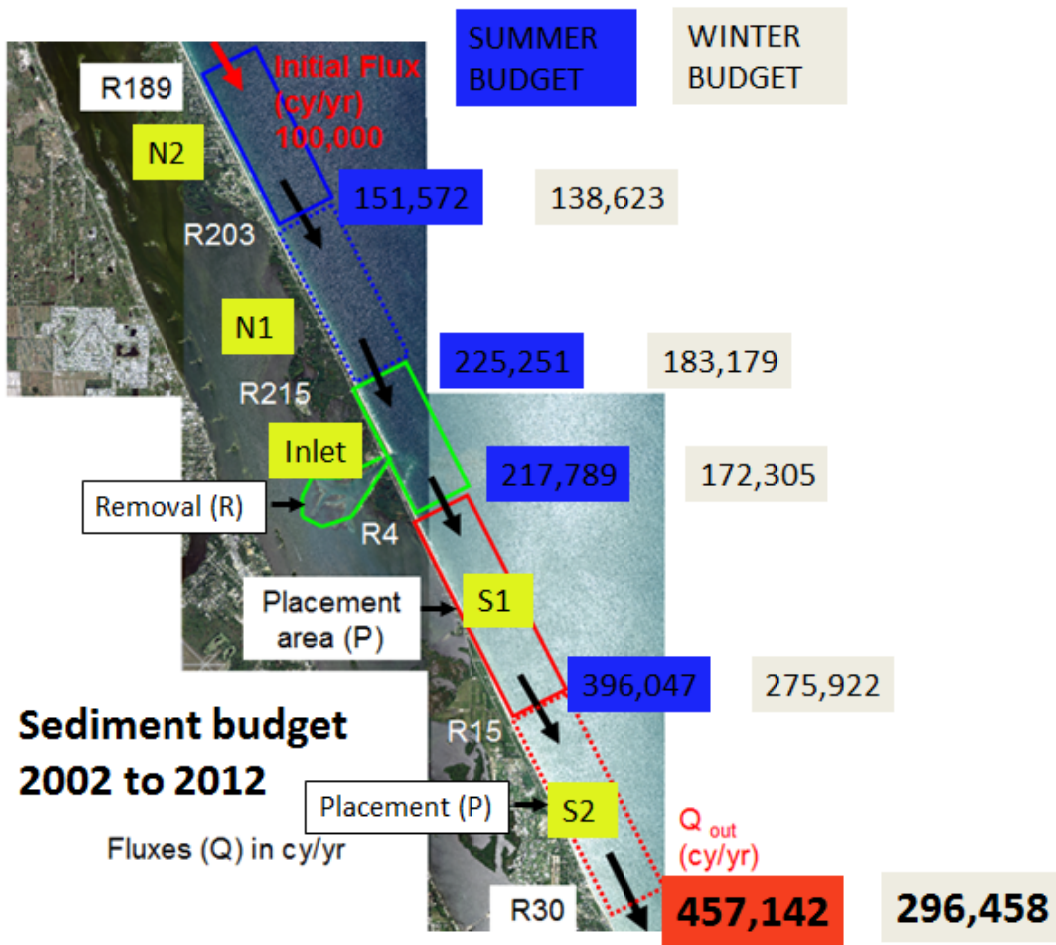 SUMMER
BUDGET
WINTER
BUDGET
R189
Initial Flux
(cy/yr)
100,000
N2
151,572
138,623
R203
N1
225,251
183,179
R215
Inlet
217,789
172,305
Removal (R)
R4
Placement
area (P)
S1
396,047
275,922
R15
Sediment budget
2002 to 2012
Placement (P)
S2
Fluxes (Q) in cy/yr
Q out
(cy/yr)
R30
457,142
296,458